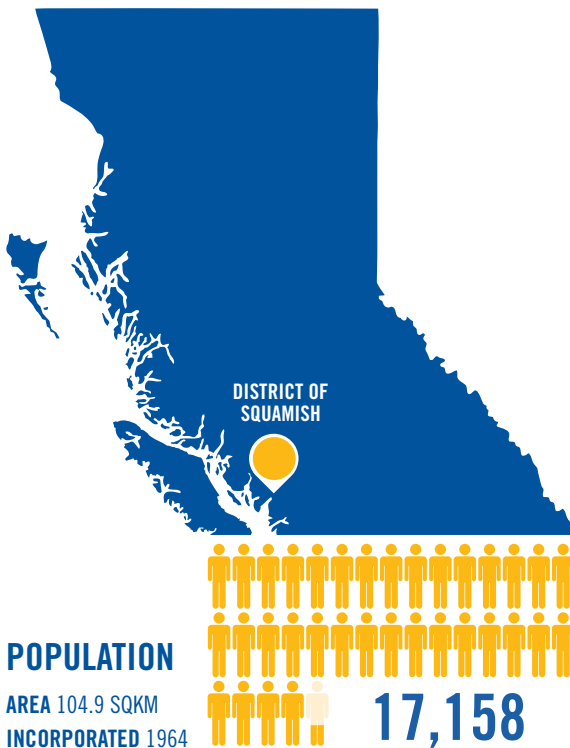 DISTRICT OF
SQUAMISH
POPULATION
AREA 104.9 SQKM
INCORPORATED 1964
17,158